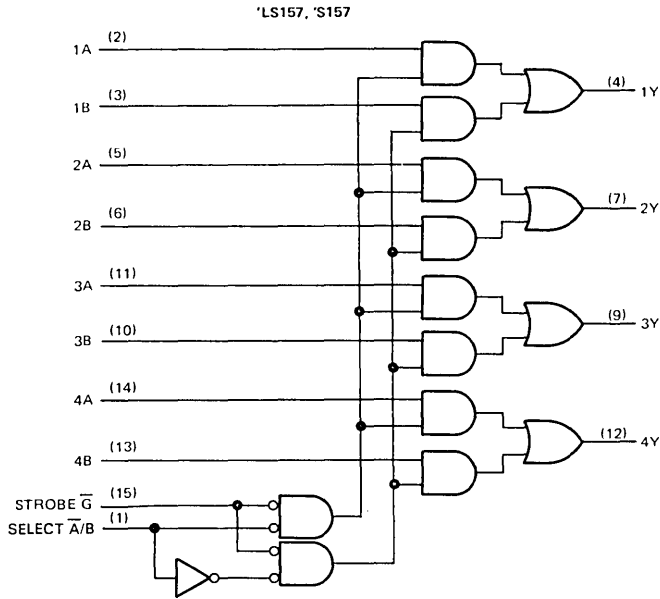 'LS157, 'S157
1A (2)
(4) 1Y
1B (3)
2A (5)
(7) 2Y
2B (6)
3A (11)
(9) 3Y
3B (10)
4A (14)
(12) 4Y
4B (13)
STROBE G̅ (15)
SELECT A̅/B (1)